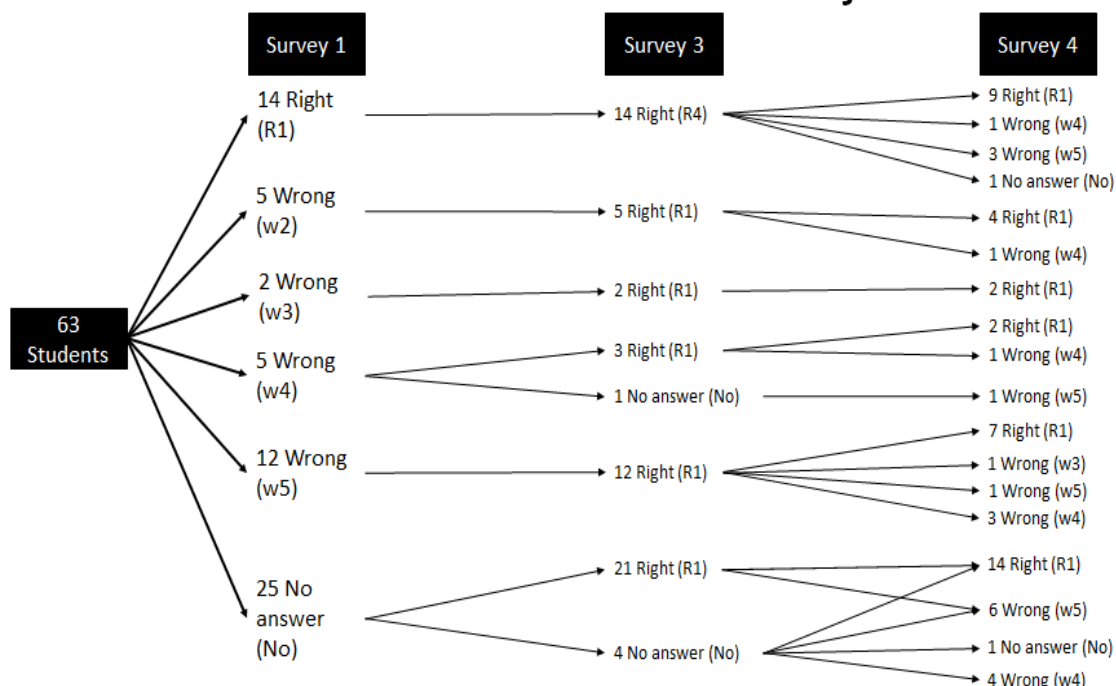 Survey 1
Survey 3
Survey 4
63
Students
14 Right
(R1)
5 Wrong
(w2)
2 Wrong
(w3)
5 Wrong
(w4)
12 Wrong
(w5)
25 No
answer
(No)
14 Right (R4)
5 Right (R1)
2 Right (R1)
3 Right (R1)
1 No answer (No)
12 Right (R1)
21 Right (R1)
4 No answer (No)
9 Right (R1)
1 Wrong (w4)
3 Wrong (w5)
1 No answer (No)
4 Right (R1)
1 Wrong (w4)
2 Right (R1)
2 Right (R1)
1 Wrong (w4)
1 Wrong (w5)
7 Right (R1)
1 Wrong (w3)
1 Wrong (w5)
3 Wrong (w4)
14 Right (R1)
6 Wrong (w5)
1 No answer (No)
4 Wrong (w4)